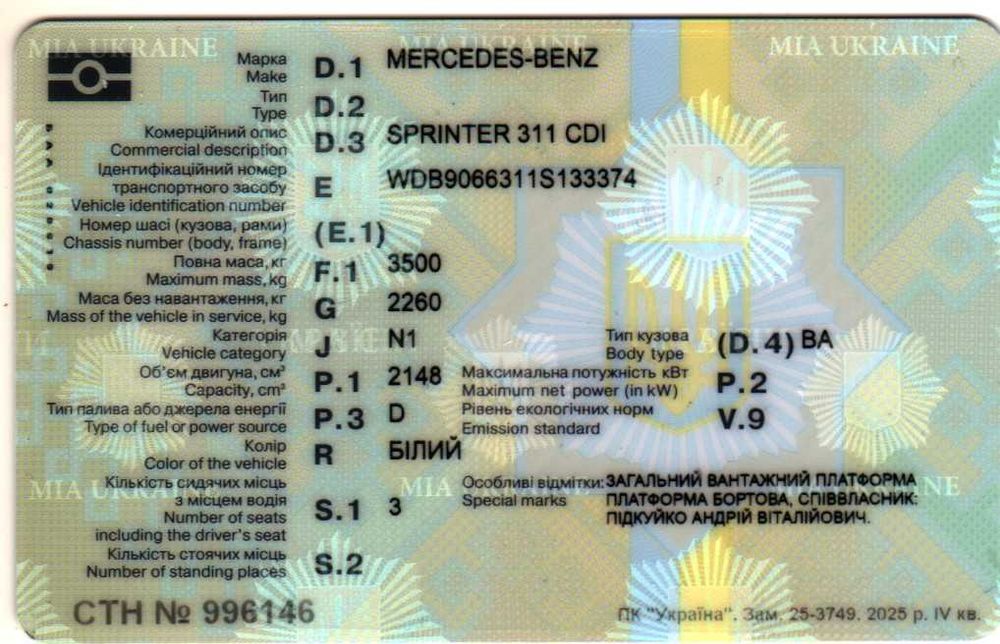 MIA UKRAINE MIA UKRAINE
Марка D.1 MERCEDES-BENZ
Make
Тип D.2
Type
Комерційний опис D.3 SPRINTER 311 CDI
Commercial description
Ідентифікаційний номер
транспортного засобу E WDB9066311S133374
Vehicle identification number
Номер шасі (кузова, рами) (E.1)
Chassis number (body, frame)
Повна маса, кг F.1 3500
Maximum mass, kg
Маса без навантаження, кг G 2260
Mass of the vehicle in service, kg
Категорія J N1 Тип кузова (D.4) BA
Vehicle category Body type
Об'єм двигуна, см³ P.1 2148 Максимальна потужність кВт P.2
Capacity, cm³ Maximum net power (in kW)
Тип палива або джерела енергії P.3 D Рівень екологічних норм V.9
Type of fuel or power source Emission standard
Колір R БІЛИЙ
Color of the vehicle
Кількість сидячих місць Особливі відмітки: ЗАГАЛЬНИЙ ВАНТАЖНИЙ ПЛАТФОРМА
MIA UKRAINE MIA UKRAINE
з місцем водія S.1 3 Special marks ПЛАТФОРМА БОРТОВА, СПІВВЛАСНИК:
Number of seats ПІДКУЙКО АНДРІЙ ВІТАЛІЙОВИЧ.
including the driver's seat
Кількість стоячих місць S.2
Number of standing places
СТН № 996146 ПК "Україна". Зам. 25-3749. 2025 р. IV кв.